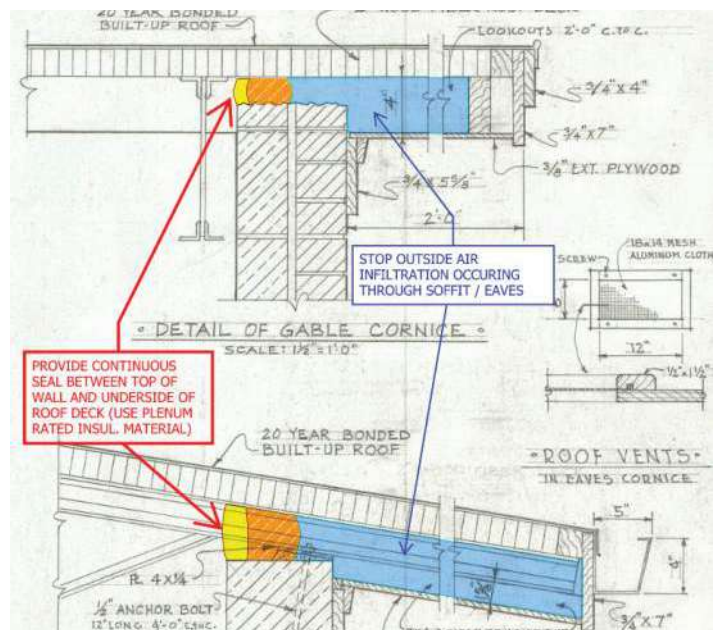 20 YEAR BONDED
BUILT-UP ROOF
LOOKOUTS 2'-0" C. TO C.
3/4" X 4"
3/4" X 7"
3/8" EXT. PLYWOOD
3/4 X 5 5/8"
2'-0"
STOP OUTSIDE AIR
INFILTRATION OCCURING
THROUGH SOFFIT / EAVES
18x14 MESH
ALUMINUM CLOTH
SCREW
12"
1/2" x 1 1/2"
• DETAIL OF GABLE CORNICE •
SCALE: 1 1/2" = 1'0"
PROVIDE CONTINUOUS
SEAL BETWEEN TOP OF
WALL AND UNDERSIDE OF
ROOF DECK (USE PLENUM
RATED INSUL. MATERIAL)
20 YEAR BONDED
BUILT-UP ROOF
• ROOF VENTS •
IN EAVES CORNICE
5"
4"
PL 4 X 1/4
1/2" ANCHOR BOLT
12" LONG 4'-0" C. TO C.
3/4" X 7"